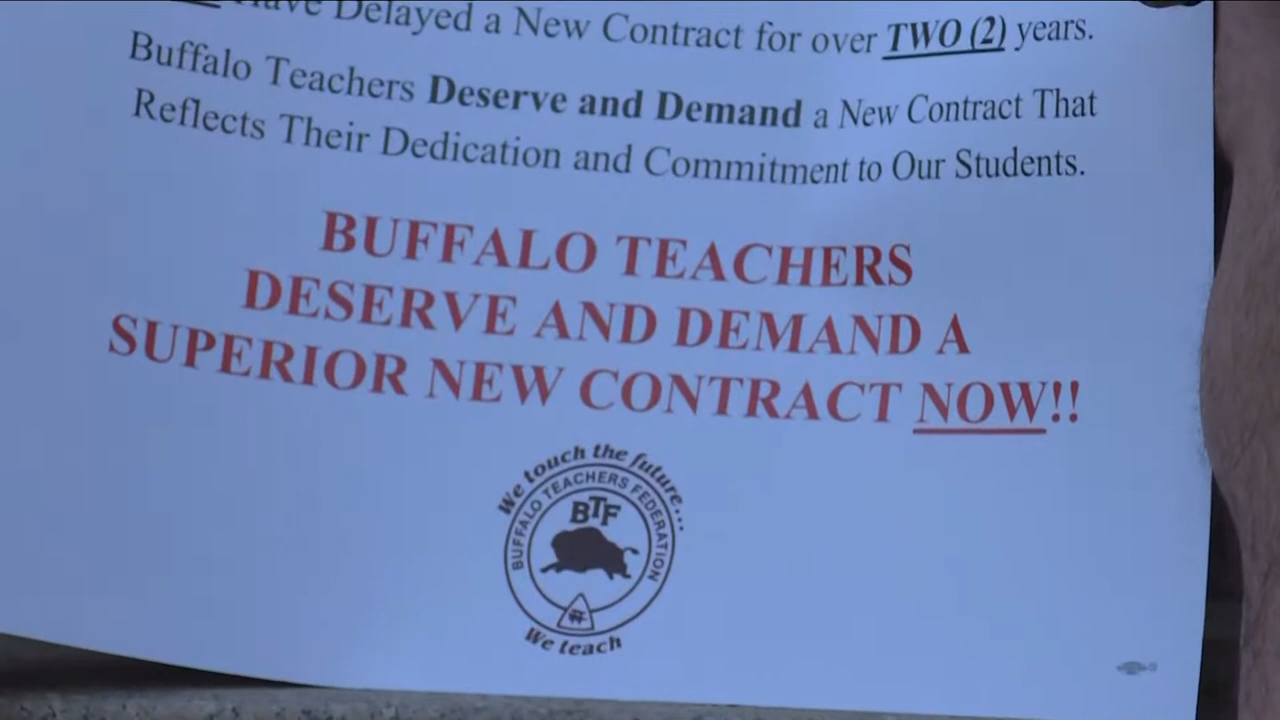 Have Delayed a New Contract for over TWO (2) years.
Buffalo Teachers Deserve and Demand a New Contract That
Reflects Their Dedication and Commitment to Our Students.
BUFFALO TEACHERS
DESERVE AND DEMAND A
SUPERIOR NEW CONTRACT NOW!!
We touch the future...
BUFFALO TEACHERS FEDERATION
BTF
We teach